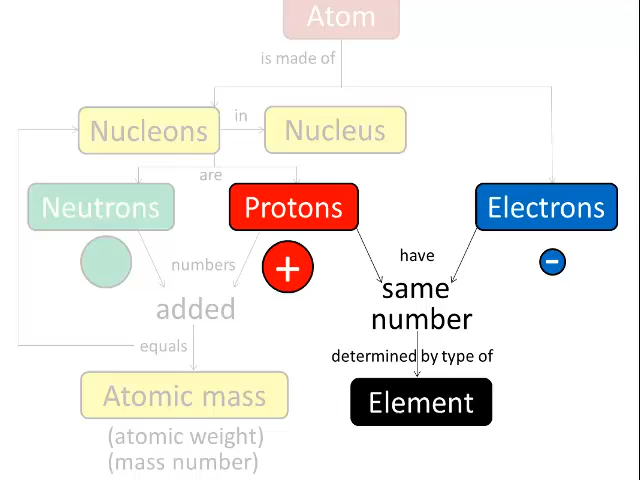 Atom
is made of
Nucleons
in
Nucleus
are
Neutrons
Protons
Electrons
+
-
numbers
have
added
same
number
equals
determined by type of
Atomic mass
Element
(atomic weight)
(mass number)